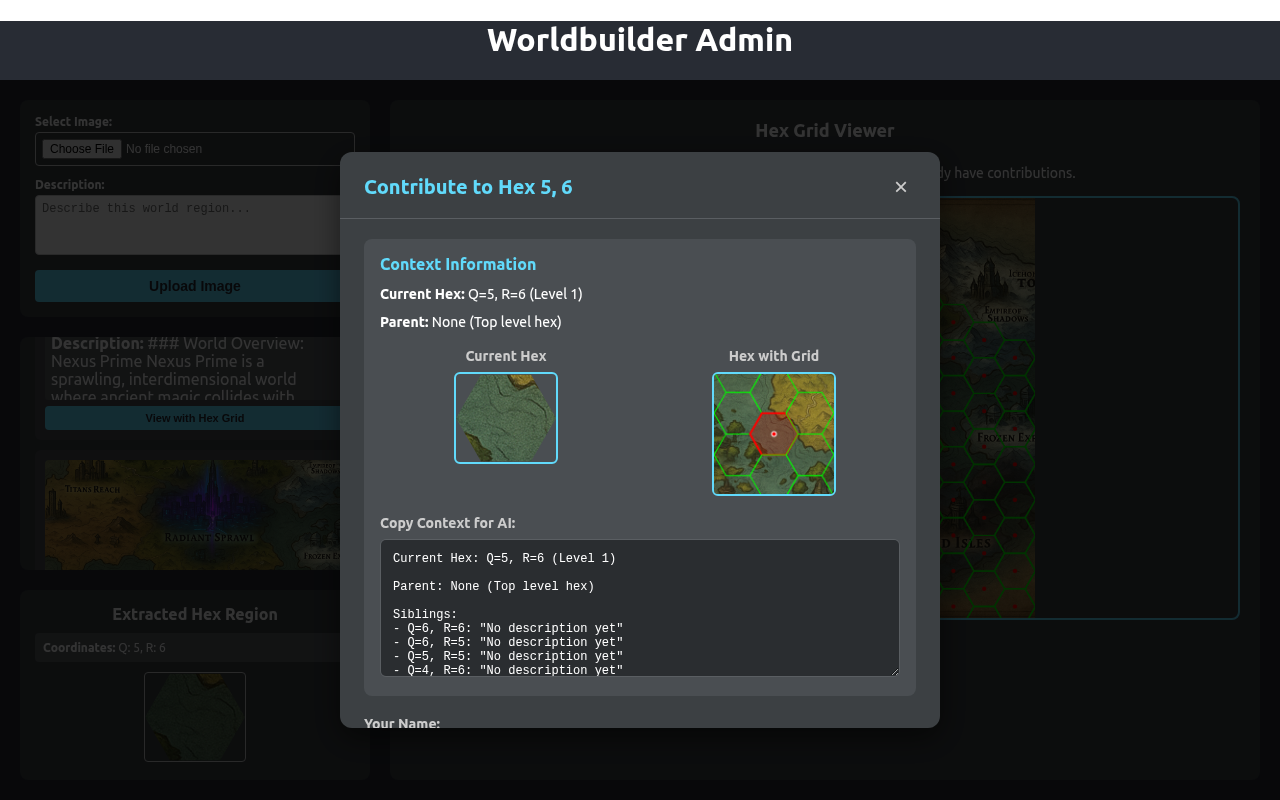 Worldbuilder Admin
Select Image:
Choose File No file chosen
Description:
Describe this world region...
Upload Image
Description: ### World Overview:
Nexus Prime Nexus Prime is a
sprawling, interdimensional world
where ancient magic collides with
View with Hex Grid
TITANS REACH
EMPIRE OF
SHADOWS
RADIANT SPRAWL
FROZEN EX
Extracted Hex Region
Coordinates: Q: 5, R: 6
Hex Grid Viewer
dy have contributions.
TO
EMPIRE OF
SHADOWS
FROZEN EX
D ISLES
Contribute to Hex 5, 6
×
Context Information
Current Hex: Q=5, R=6 (Level 1)
Parent: None (Top level hex)
Current Hex
Hex with Grid
Copy Context for AI:
Current Hex: Q=5, R=6 (Level 1)
Parent: None (Top level hex)
Siblings:
- Q=6, R=6: "No description yet"
- Q=6, R=5: "No description yet"
- Q=5, R=5: "No description yet"
- Q=4, R=6: "No description yet"
Your Name: